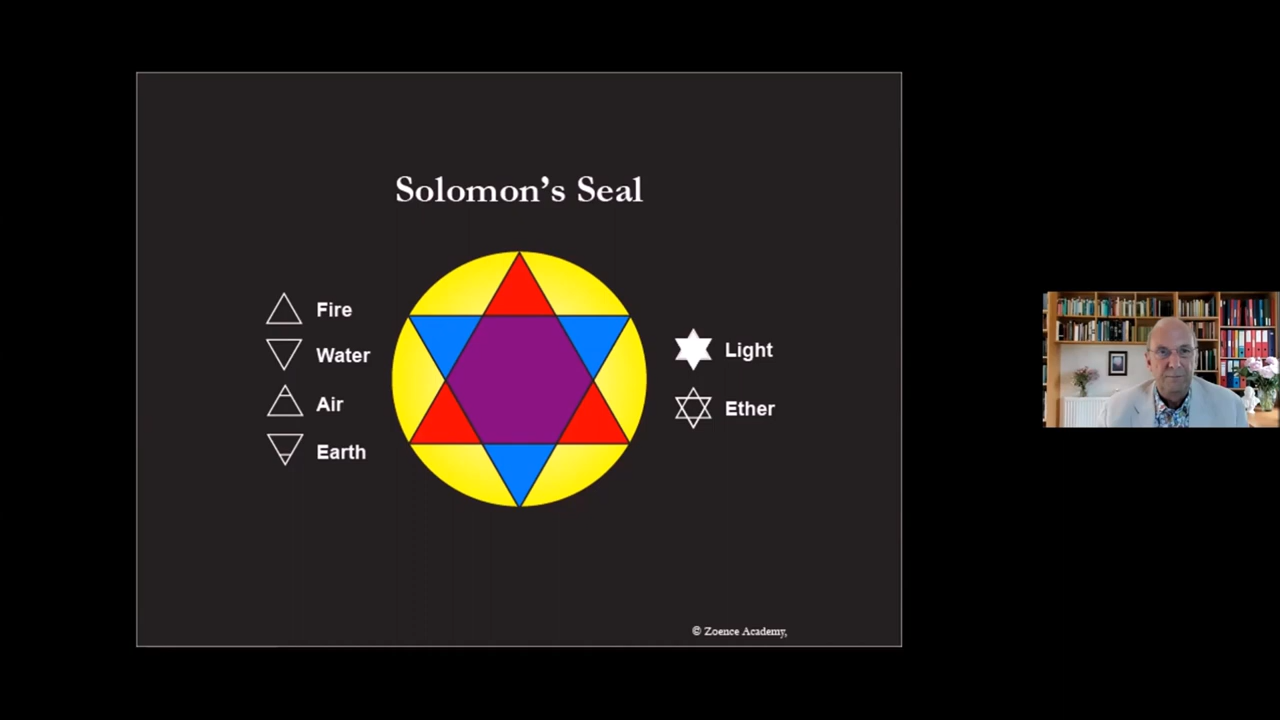 Solomon’s Seal
Fire
Water
Air
Earth
Light
Ether
© Zoence Academy,